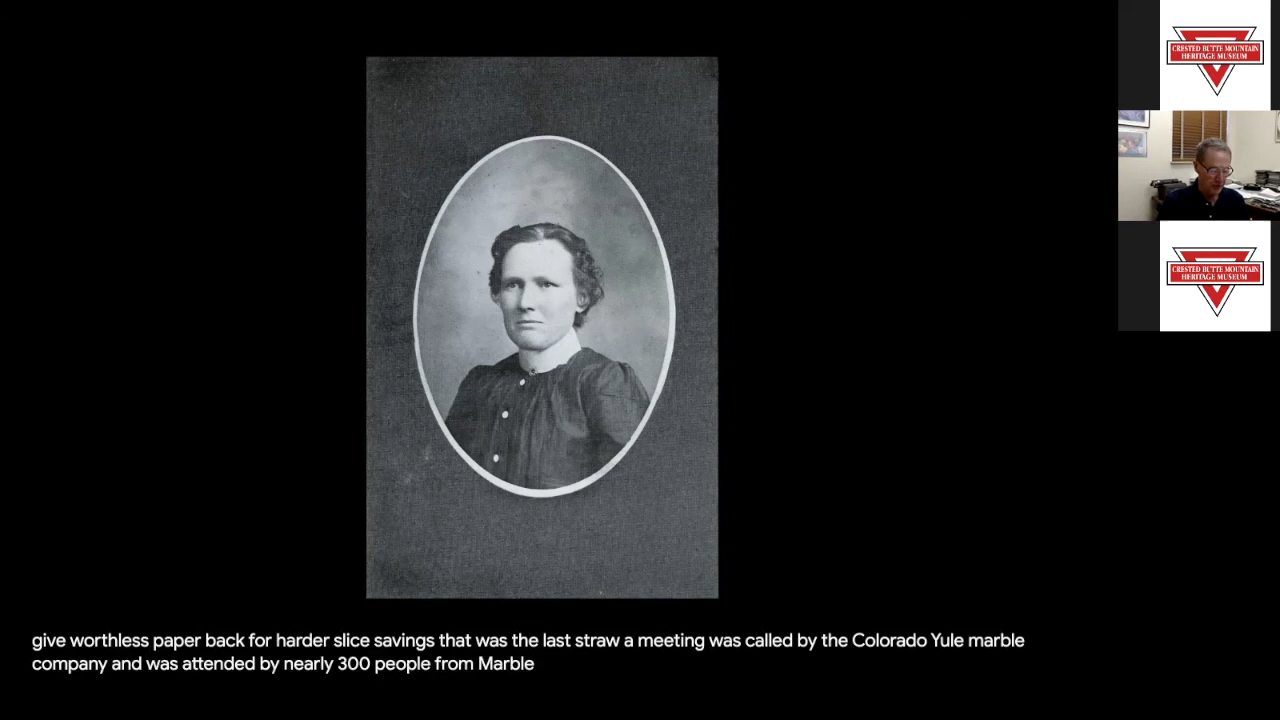 CRESTED BUTTE MOUNTAIN
HERITAGE MUSEUM
CRESTED BUTTE MOUNTAIN
HERITAGE MUSEUM
give worthless paper back for harder slice savings that was the last straw a meeting was called by the Colorado Yule marble
company and was attended by nearly 300 people from Marble